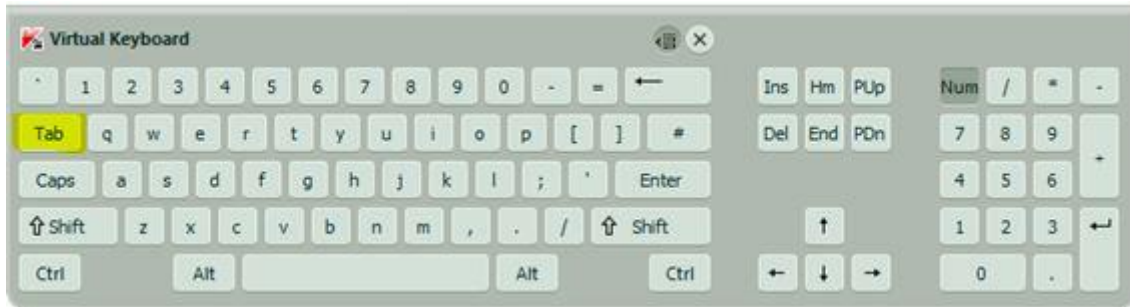 Virtual Keyboard
` 1 2 3 4 5 6 7 8 9 0 - = ← Ins Hm PUp Num / * -
Tab q w e r t y u i o p [ ] # Del End PDn 7 8 9 +
Caps a s d f g h j k l ; ' Enter 4 5 6
⇧ Shift z x c v b n m , . / ⇧ Shift ↑ 1 2 3 ↵
Ctrl Alt Alt Ctrl ← ↓ → 0 .